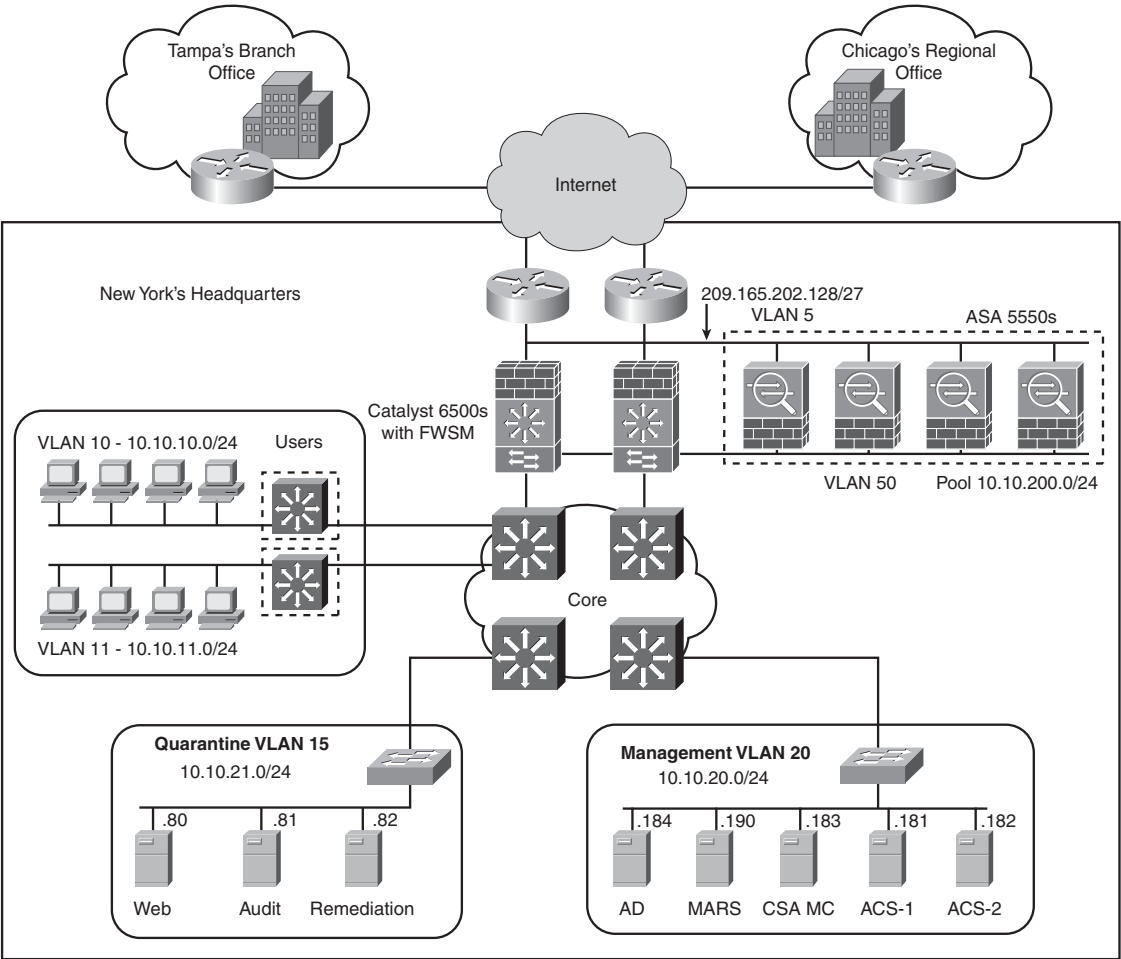 Tampa's Branch
Office
Chicago's Regional
Office
Internet
New York's Headquarters
209.165.202.128/27
VLAN 5
ASA 5550s
Catalyst 6500s
with FWSM
VLAN 10 - 10.10.10.0/24
Users
VLAN 50
Pool 10.10.200.0/24
Core
VLAN 11 - 10.10.11.0/24
Quarantine VLAN 15
10.10.21.0/24
.80
.81
.82
Web
Audit
Remediation
Management VLAN 20
10.10.20.0/24
.184
.190
.183
.181
.182
AD
MARS
CSA MC
ACS-1
ACS-2